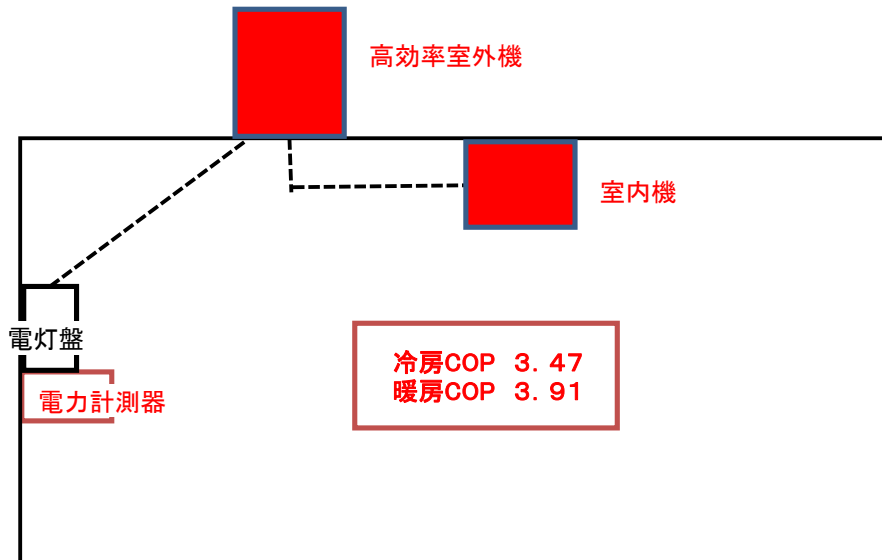 高効率室外機
室内機
電灯盤
電力計測器
冷房COP 3.47
暖房COP 3.91